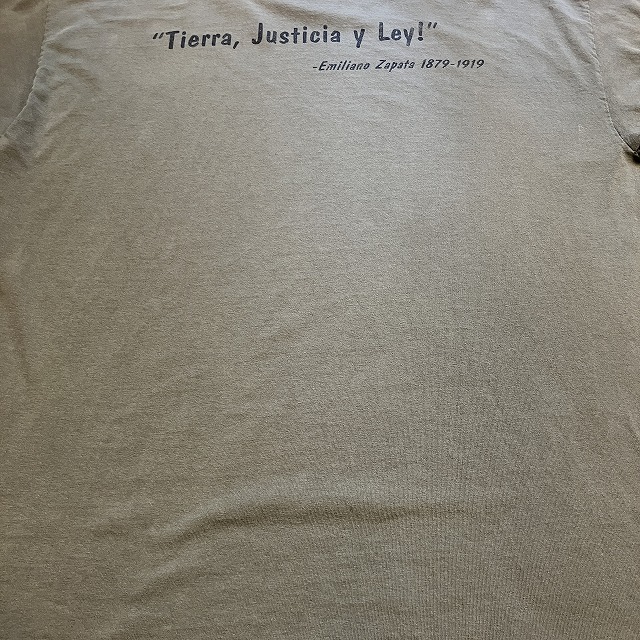 "Tierra, Justicia y Ley!"
-Emiliano Zapata 1879-1919